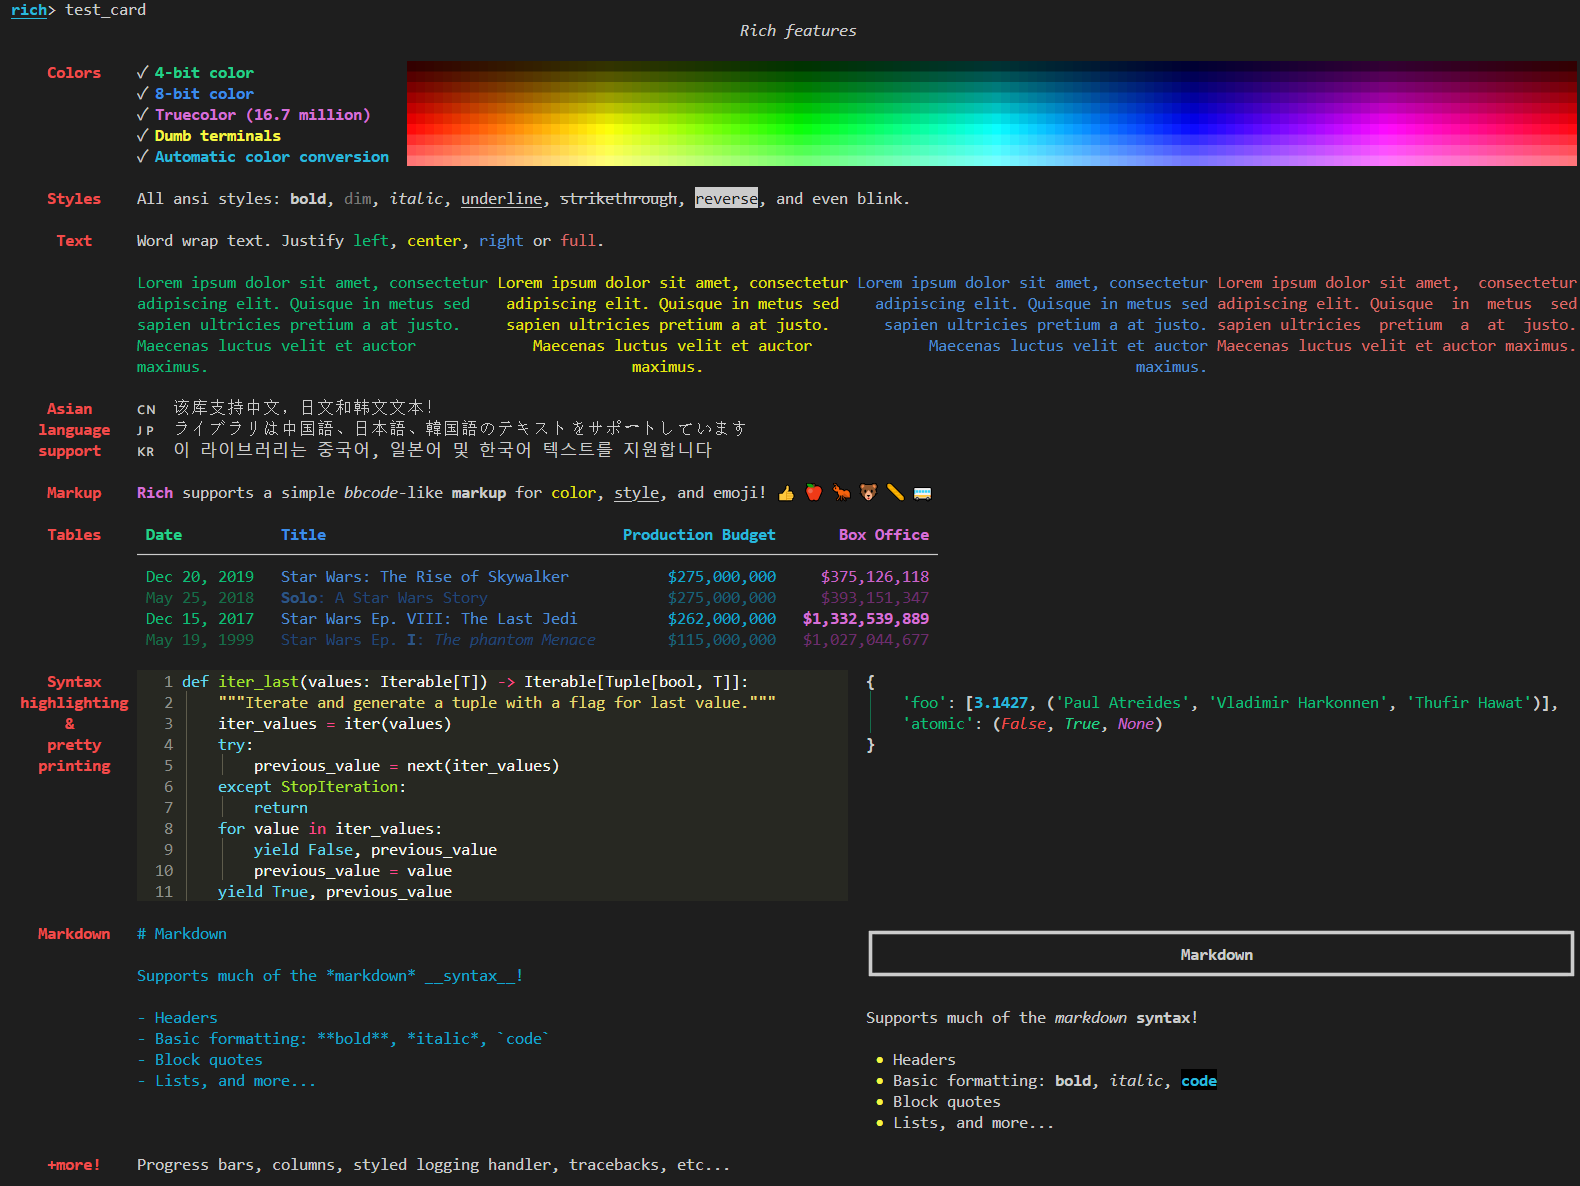 rich> test_card
Rich features
Colors ✓ 4-bit color
✓ 8-bit color
✓ Truecolor (16.7 million)
✓ Dumb terminals
✓ Automatic color conversion
Styles All ansi styles: bold, dim, italic, underline, strikethrough, reverse, and even blink.
Text Word wrap text. Justify left, center, right or full.
Lorem ipsum dolor sit amet, consectetur Lorem ipsum dolor sit amet, consectetur Lorem ipsum dolor sit amet, consectetur Lorem ipsum dolor sit amet, consectetur
adipiscing elit. Quisque in metus sed adipiscing elit. Quisque in metus sed adipiscing elit. Quisque in metus sed adipiscing elit. Quisque in metus sed
sapien ultricies pretium a at justo. sapien ultricies pretium a at justo. sapien ultricies pretium a at justo. sapien ultricies pretium a at justo.
Maecenas luctus velit et auctor Maecenas luctus velit et auctor Maecenas luctus velit et auctor Maecenas luctus velit et auctor maximus.
maximus. maximus. maximus.
Asian CN 该库支持中文，日文和韩文文本！
language JP ライブラリは中国語、日本語、韓国語のテキストをサポートしています
support KR 이 라이브러리는 중국어, 일본어 및 한국어 텍스트를 지원합니다
Markup Rich supports a simple bbcode-like markup for color, style, and emoji! 👍 🍎 🐜 🐻 🥖 🚌
Tables Date Title Production Budget Box Office
Dec 20, 2019 Star Wars: The Rise of Skywalker $275,000,000 $375,126,118
May 25, 2018 Solo: A Star Wars Story $275,000,000 $393,151,347
Dec 15, 2017 Star Wars Ep. VIII: The Last Jedi $262,000,000 $1,332,539,889
May 19, 1999 Star Wars Ep. I: The phantom Menace $115,000,000 $1,027,044,677
Syntax 1 def iter_last(values: Iterable[T]) -> Iterable[Tuple[bool, T]]: {
highlighting 2 """Iterate and generate a tuple with a flag for last value.""" 'foo': [3.1427, ('Paul Atreides', 'Vladimir Harkonnen', 'Thufir Hawat')],
& 3 iter_values = iter(values) 'atomic': (False, True, None)
pretty 4 try: }
printing 5 previous_value = next(iter_values)
6 except StopIteration:
7 return
8 for value in iter_values:
9 yield False, previous_value
10 previous_value = value
11 yield True, previous_value
Markdown # Markdown
Markdown
Supports much of the *markdown* __syntax__!
- Headers
Supports much of the markdown syntax!
- Basic formatting: **bold**, *italic*, `code`
- Block quotes
• Headers
- Lists, and more...
• Basic formatting: bold, italic, code
• Block quotes
• Lists, and more...
+more! Progress bars, columns, styled logging handler, tracebacks, etc...